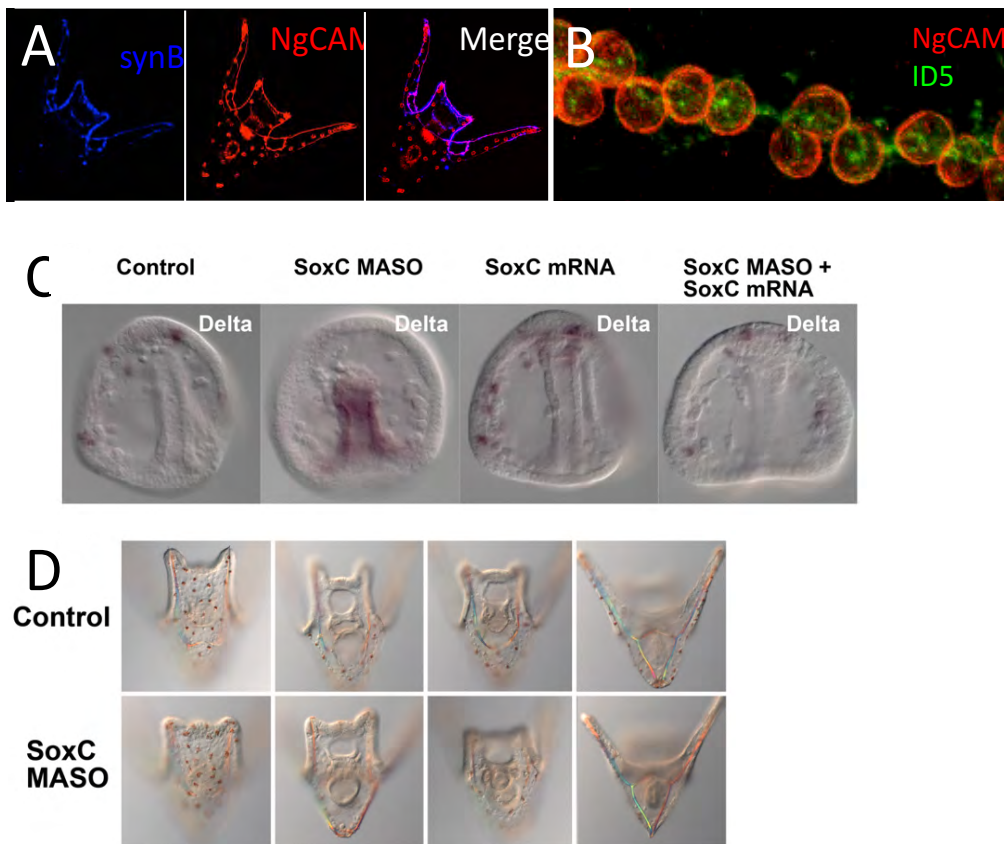 A
synB
NgCAM
Merge
B
NgCAM
ID5
C
Control
SoxC MASO
SoxC mRNA
SoxC MASO +
SoxC mRNA
Delta
Delta
Delta
Delta
D
Control
SoxC
MASO